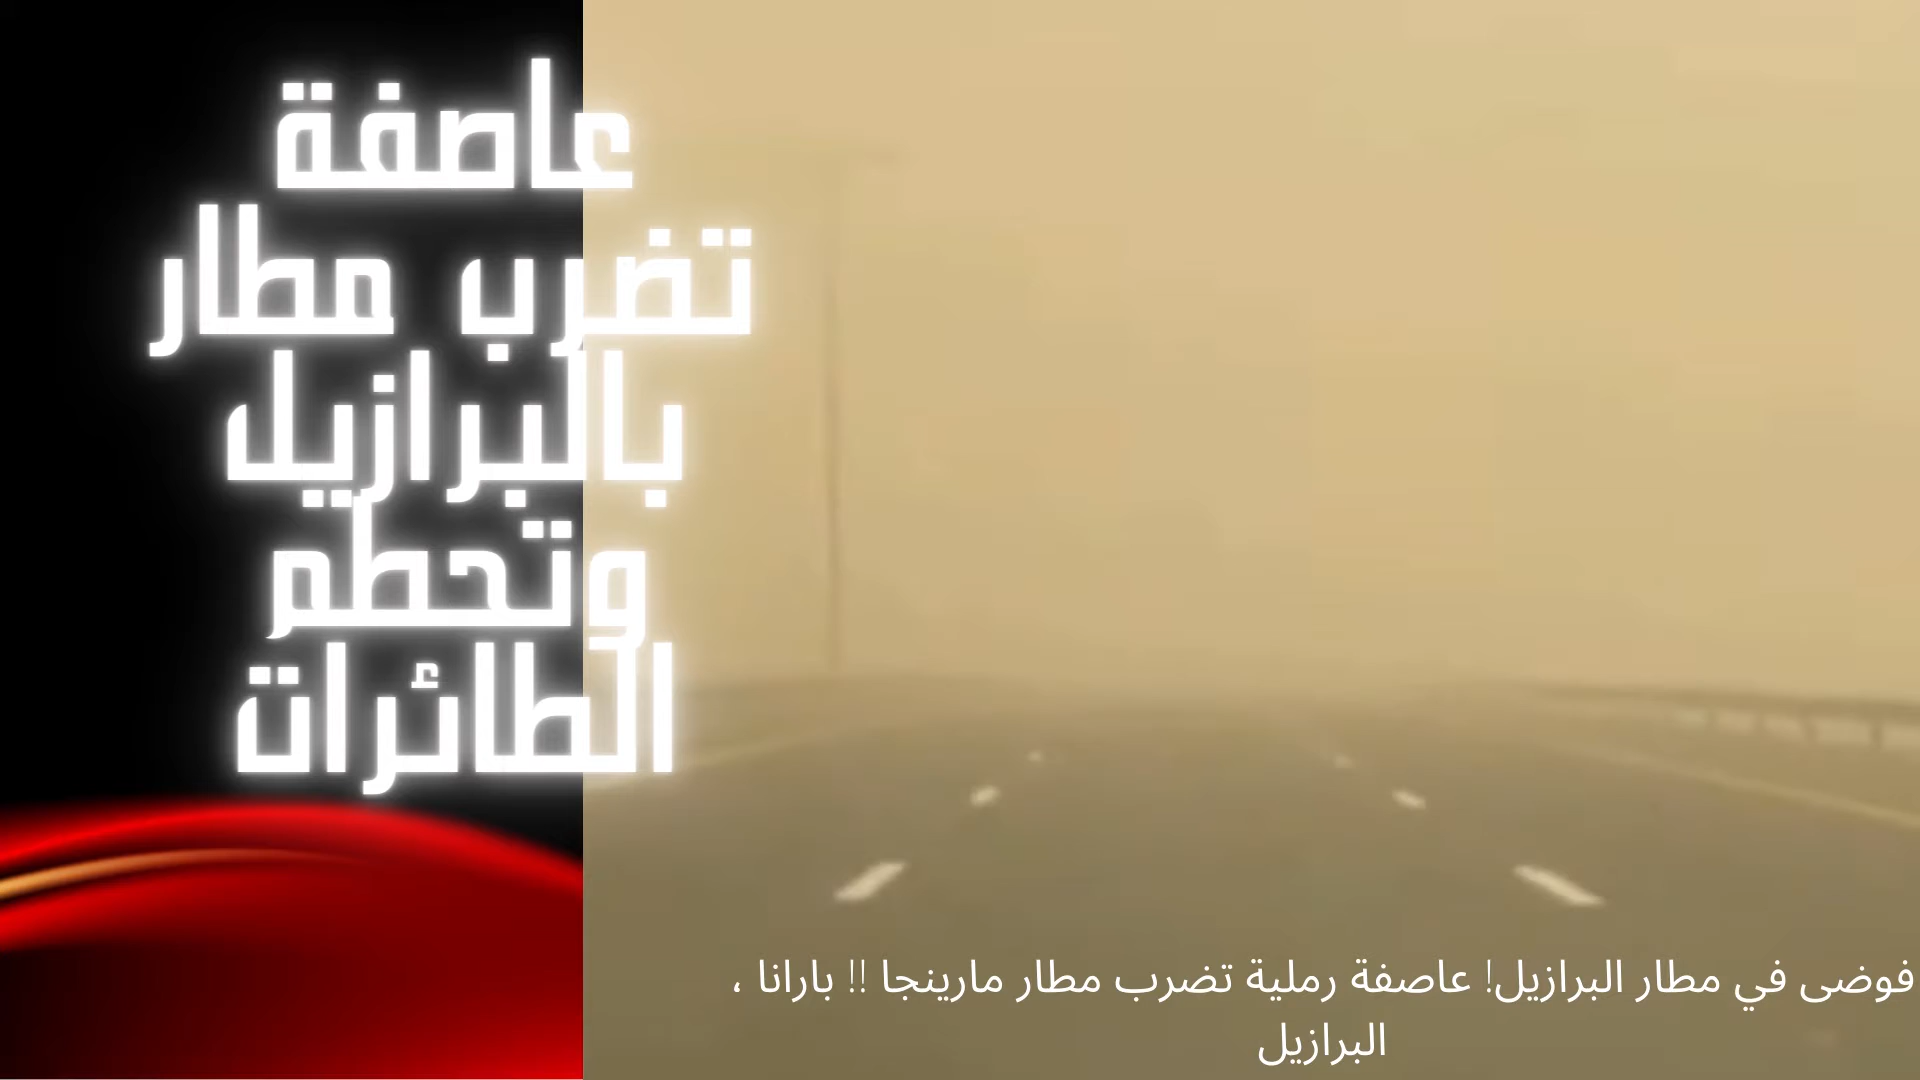 عاصفة
تضرب مطار
بالبرازيل
وتحطم
الطائرات
فوضى في مطار البرازيل! عاصفة رملية تضرب مطار مارينجا !! بارانا ،
البرازيل